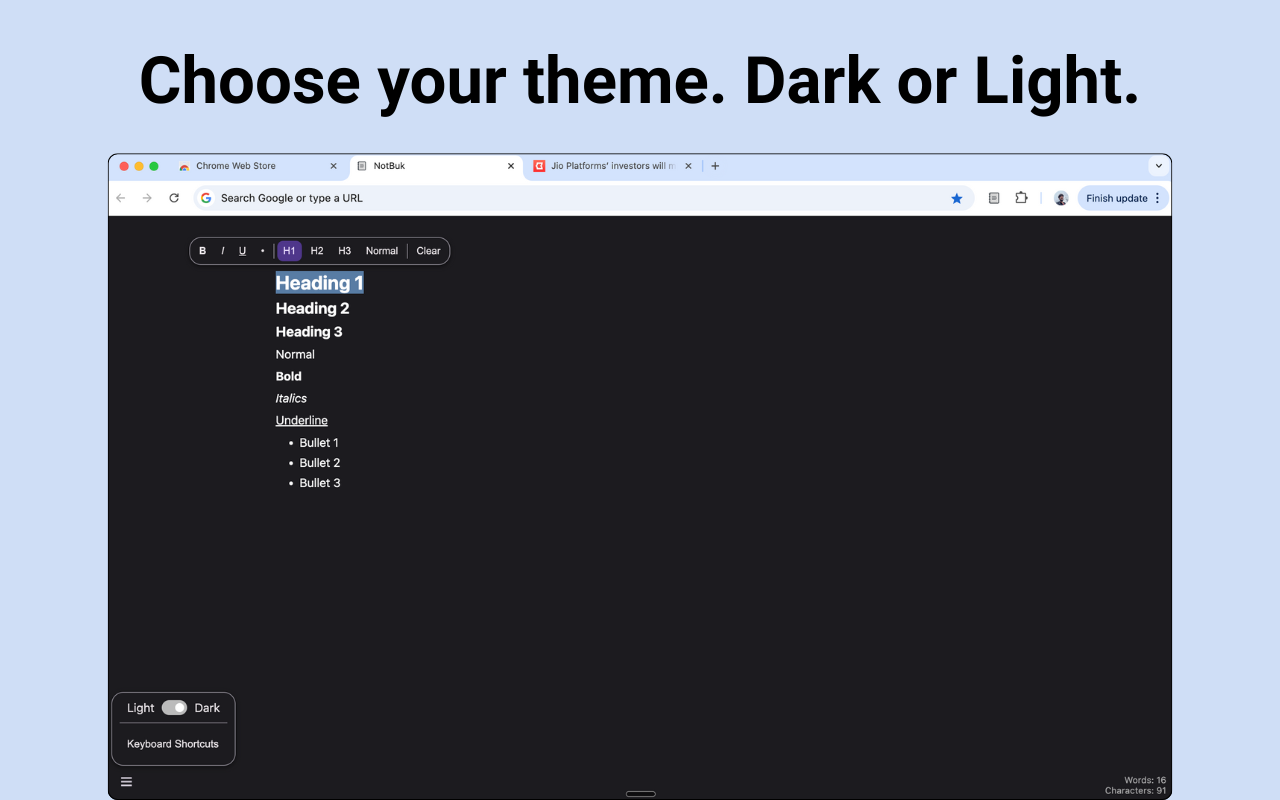 Choose your theme. Dark or Light.
Chrome Web Store
NotBuk
Jio Platforms' investors will
Search Google or type a URL
Finish update
B I U • H1 H2 H3 Normal Clear
Heading 1
Heading 2
Heading 3
Normal
Bold
Italics
Underline
• Bullet 1
• Bullet 2
• Bullet 3
Light Dark
Keyboard Shortcuts
Words: 16
Characters: 91